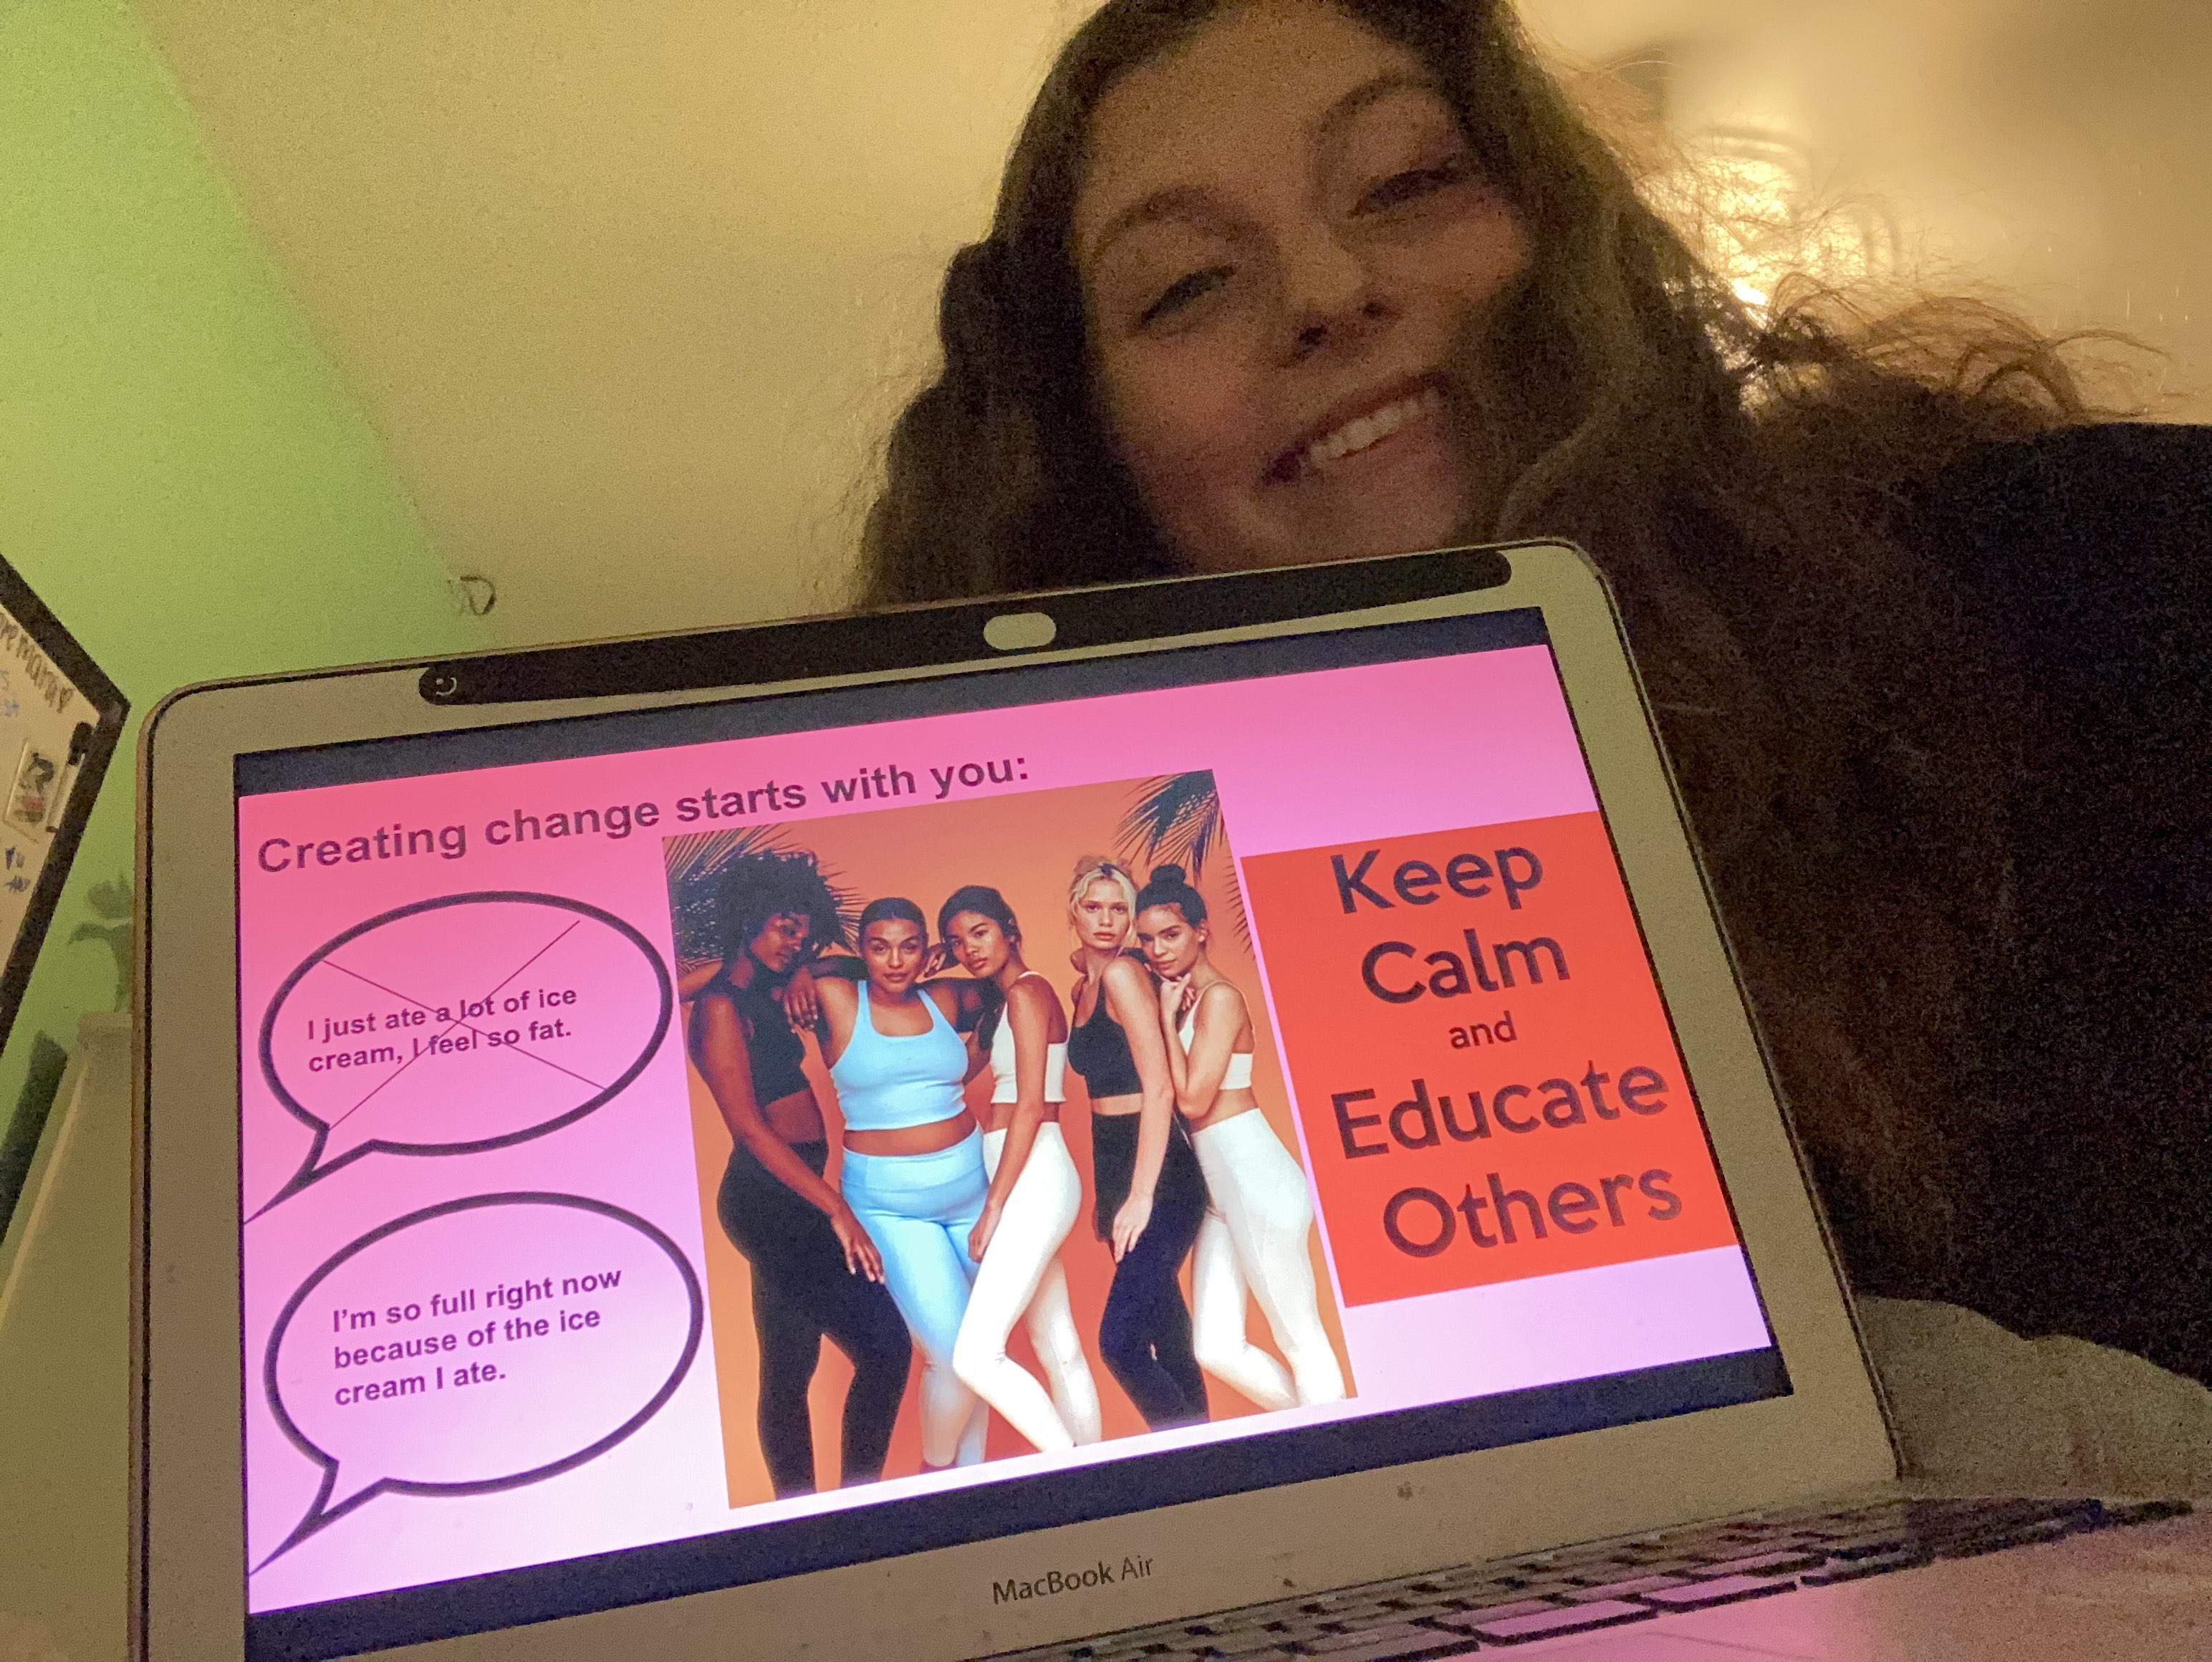 Creating change starts with you:
I just ate a lot of ice
cream, I feel so fat.
I'm so full right now
because of the ice
cream I ate.
Keep
Calm
and
Educate
Others
MacBook Air